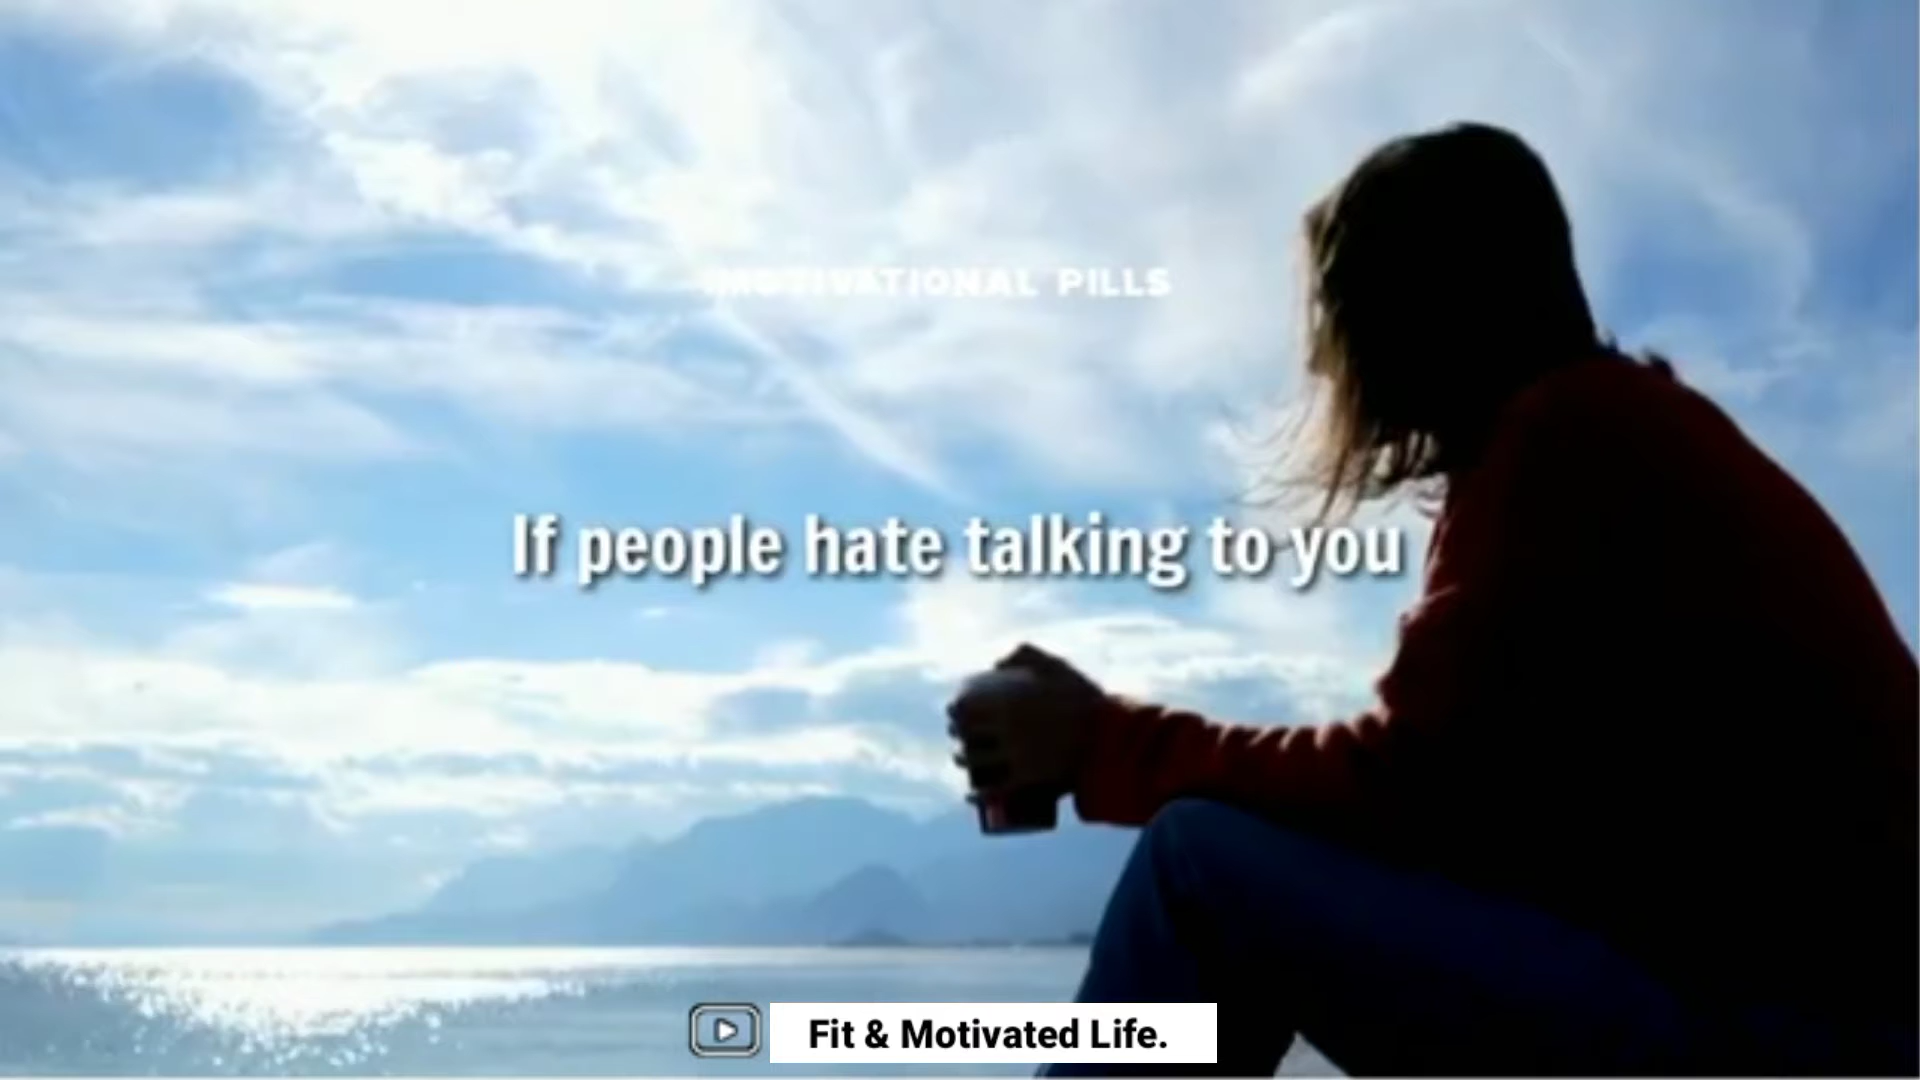 MOTIVATIONAL PILLS
If people hate talking to you
Fit & Motivated Life.